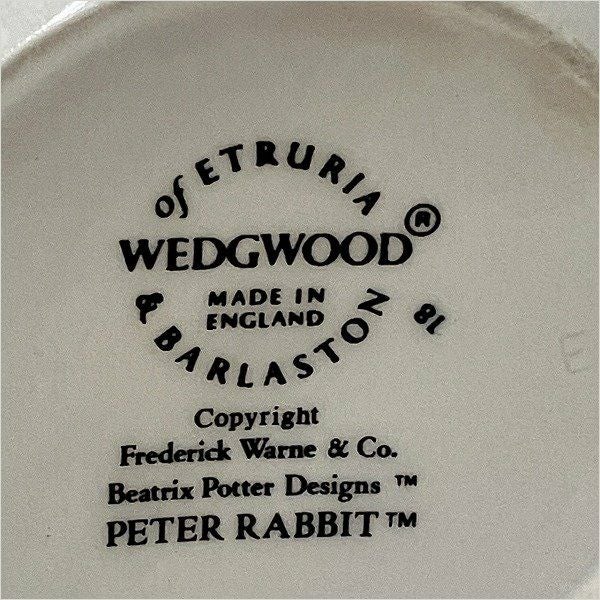 of ETRURIA
WEDGWOOD®
MADE IN
ENGLAND
& BARLASTON
18
Copyright
Frederick Warne & Co.
Beatrix Potter Designs ™
PETER RABBIT™